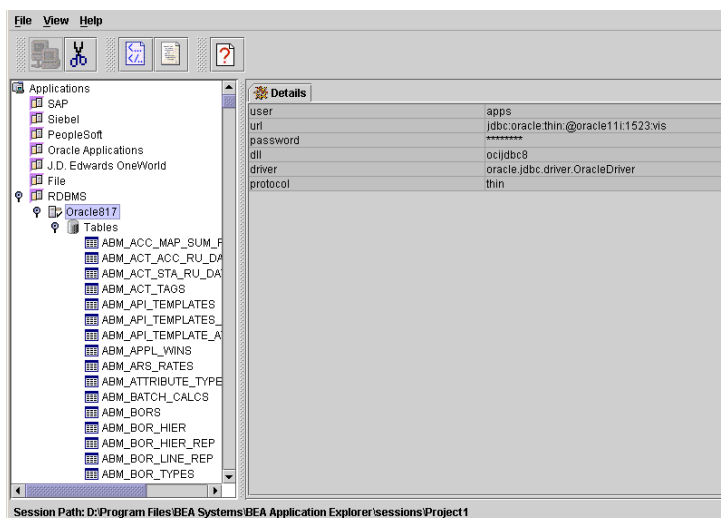 File View Help
Applications
SAP
Siebel
PeopleSoft
Oracle Applications
J.D. Edwards OneWorld
File
RDBMS
Oracle817
Tables
ABM_ACC_MAP_SUM_F
ABM_ACT_ACC_RU_DA
ABM_ACT_STA_RU_DA
ABM_ACT_TAGS
ABM_API_TEMPLATES
ABM_API_TEMPLATES_
ABM_API_TEMPLATE_A
ABM_APPL_WINS
ABM_ARS_RATES
ABM_ATTRIBUTE_TYPE
ABM_BATCH_CALCS
ABM_BORS
ABM_BOR_HIER
ABM_BOR_HIER_REP
ABM_BOR_LINE_REP
ABM_BOR_TYPES
Details
user apps
url jdbc:oracle:thin:@oracle11i:1523:vis
password ********
dll ocijdbc8
driver oracle.jdbc.driver.OracleDriver
protocol thin
Session Path: D:\Program Files\BEA Systems\BEA Application Explorer\sessions\Project1